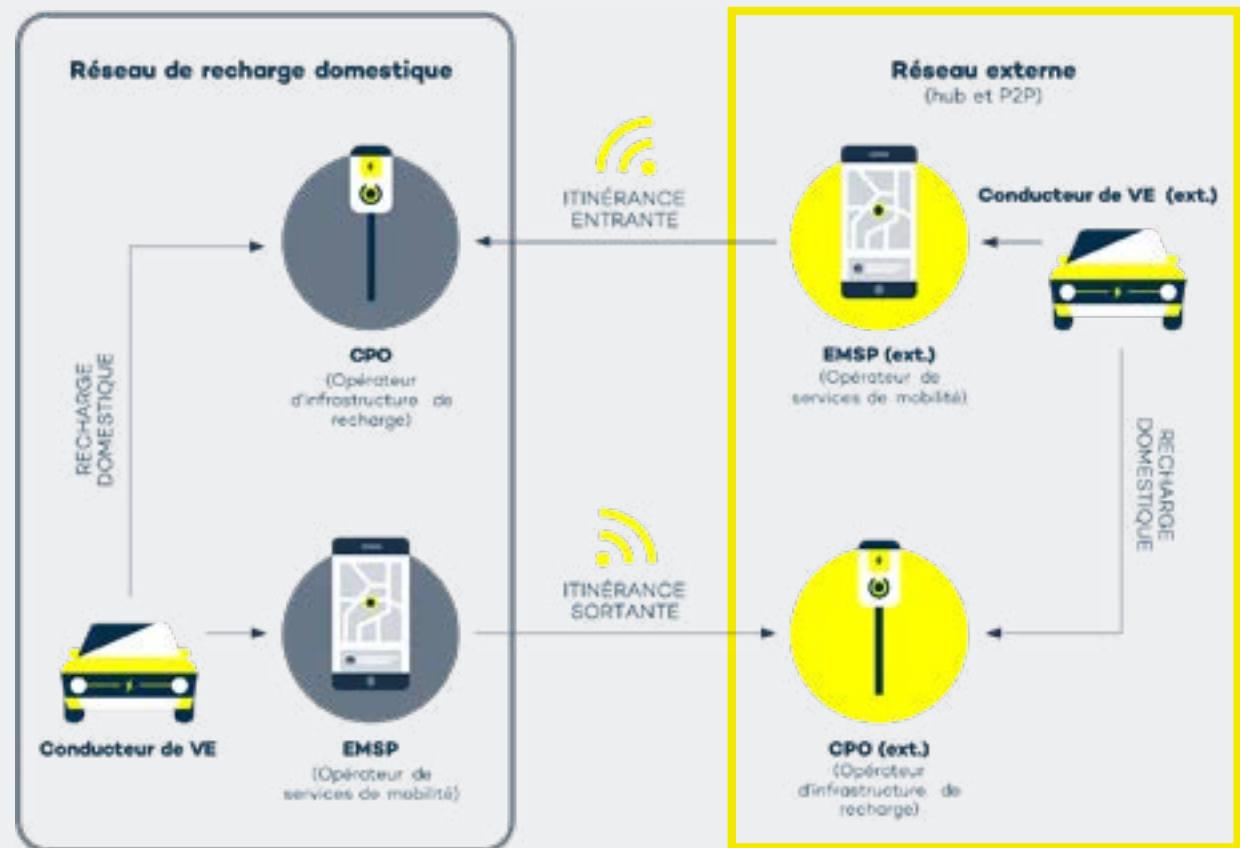 Réseau de recharge domestique
CPO
(Opérateur
d'infrastructure de
recharge)
RECHARGE
DOMESTIQUE
Conducteur de VE
EMSP
(Opérateur de
services de mobilité)
ITINÉRANCE
ENTRANTE
ITINÉRANCE
SORTANTE
Réseau externe
(hub et P2P)
Conducteur de VE (ext.)
EMSP (ext.)
(Opérateur de
services de mobilité)
RECHARGE
DOMESTIQUE
CPO (ext.)
(Opérateur
d'infrastructure de
recharge)